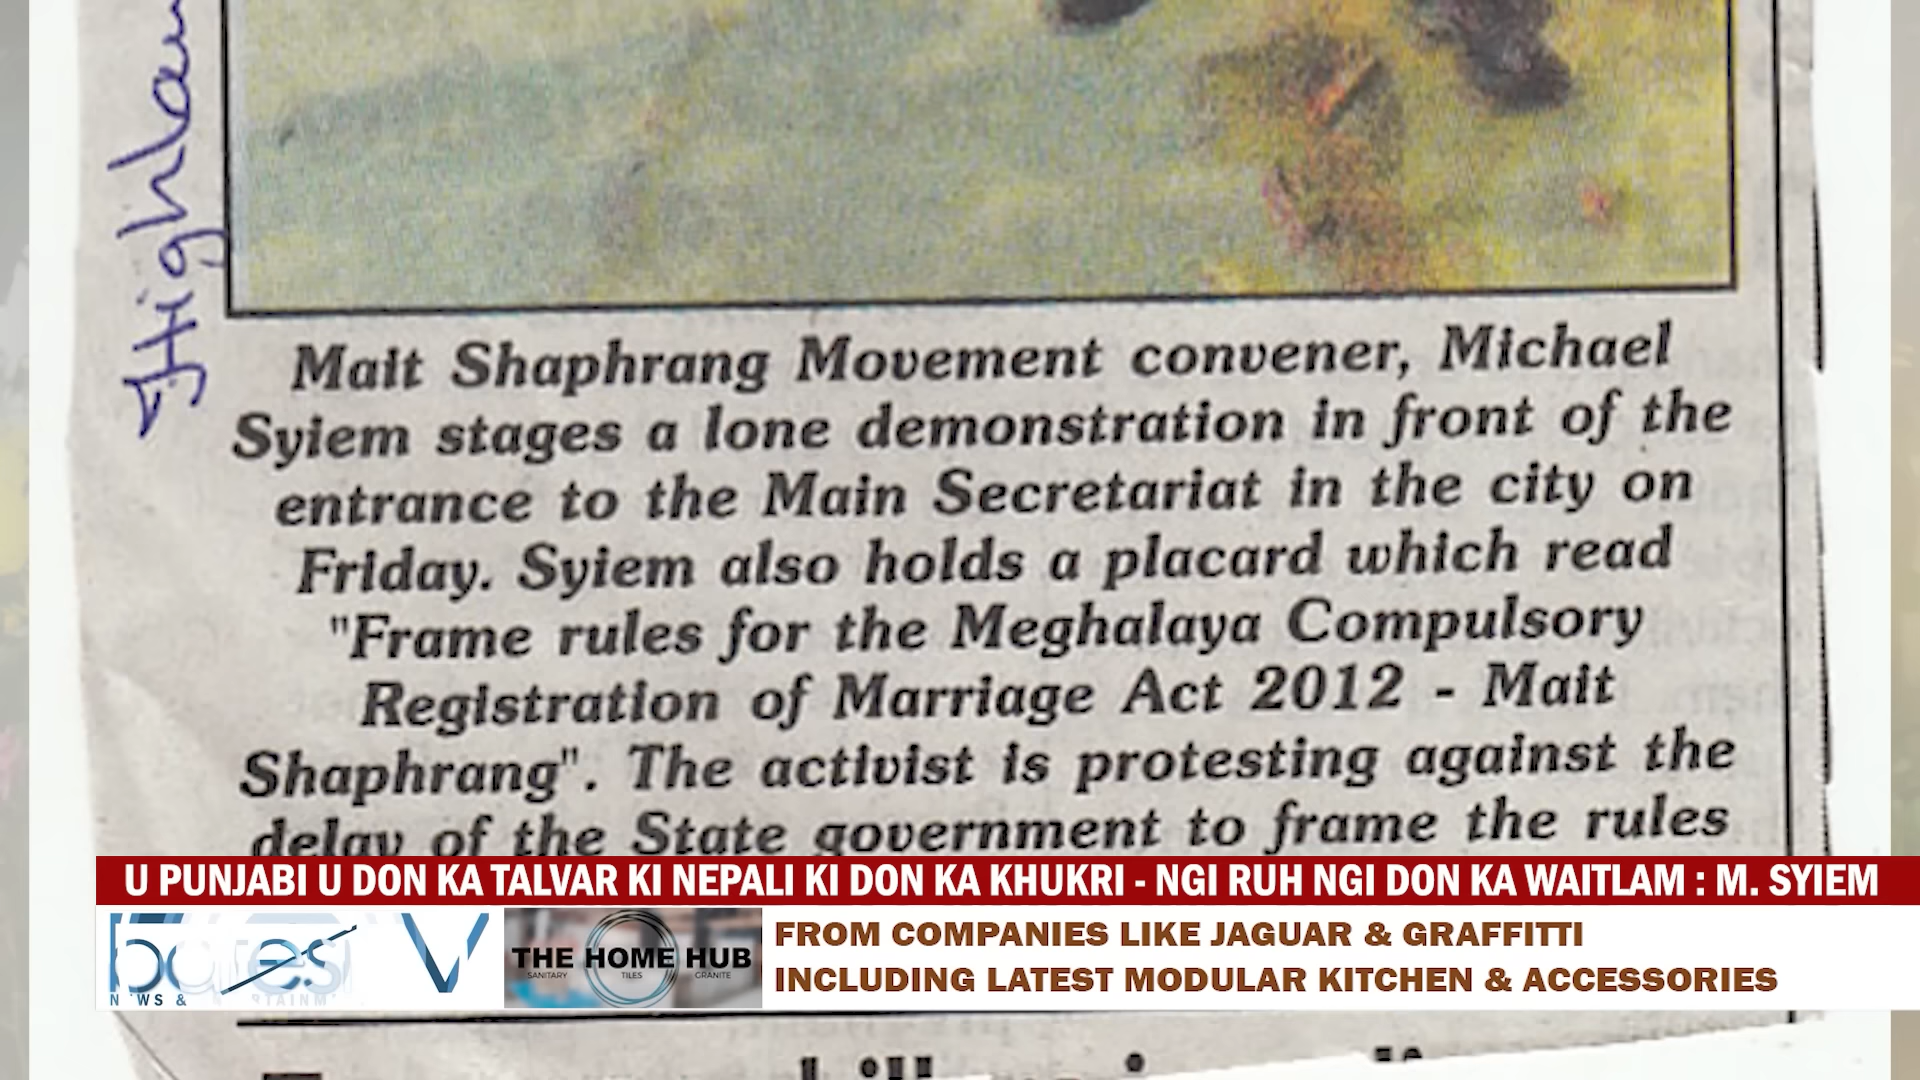 Mait Shaphrang Movement convener, Michael
Syiem stages a lone demonstration in front of the
entrance to the Main Secretariat in the city on
Friday. Syiem also holds a placard which read
"Frame rules for the Meghalaya Compulsory
Registration of Marriage Act 2012 - Mait
Shaphrang". The activist is protesting against the
delay of the State government to frame the rules
U PUNJABI U DON KA TALVAR KI NEPALI KI DON KA KHUKRI - NGI RUH NGI DON KA WAITLAM : M. SYIEM
THE HOME HUB
SANITARY TILES GRANITE
FROM COMPANIES LIKE JAGUAR & GRAFFITTI
INCLUDING LATEST MODULAR KITCHEN & ACCESSORIES